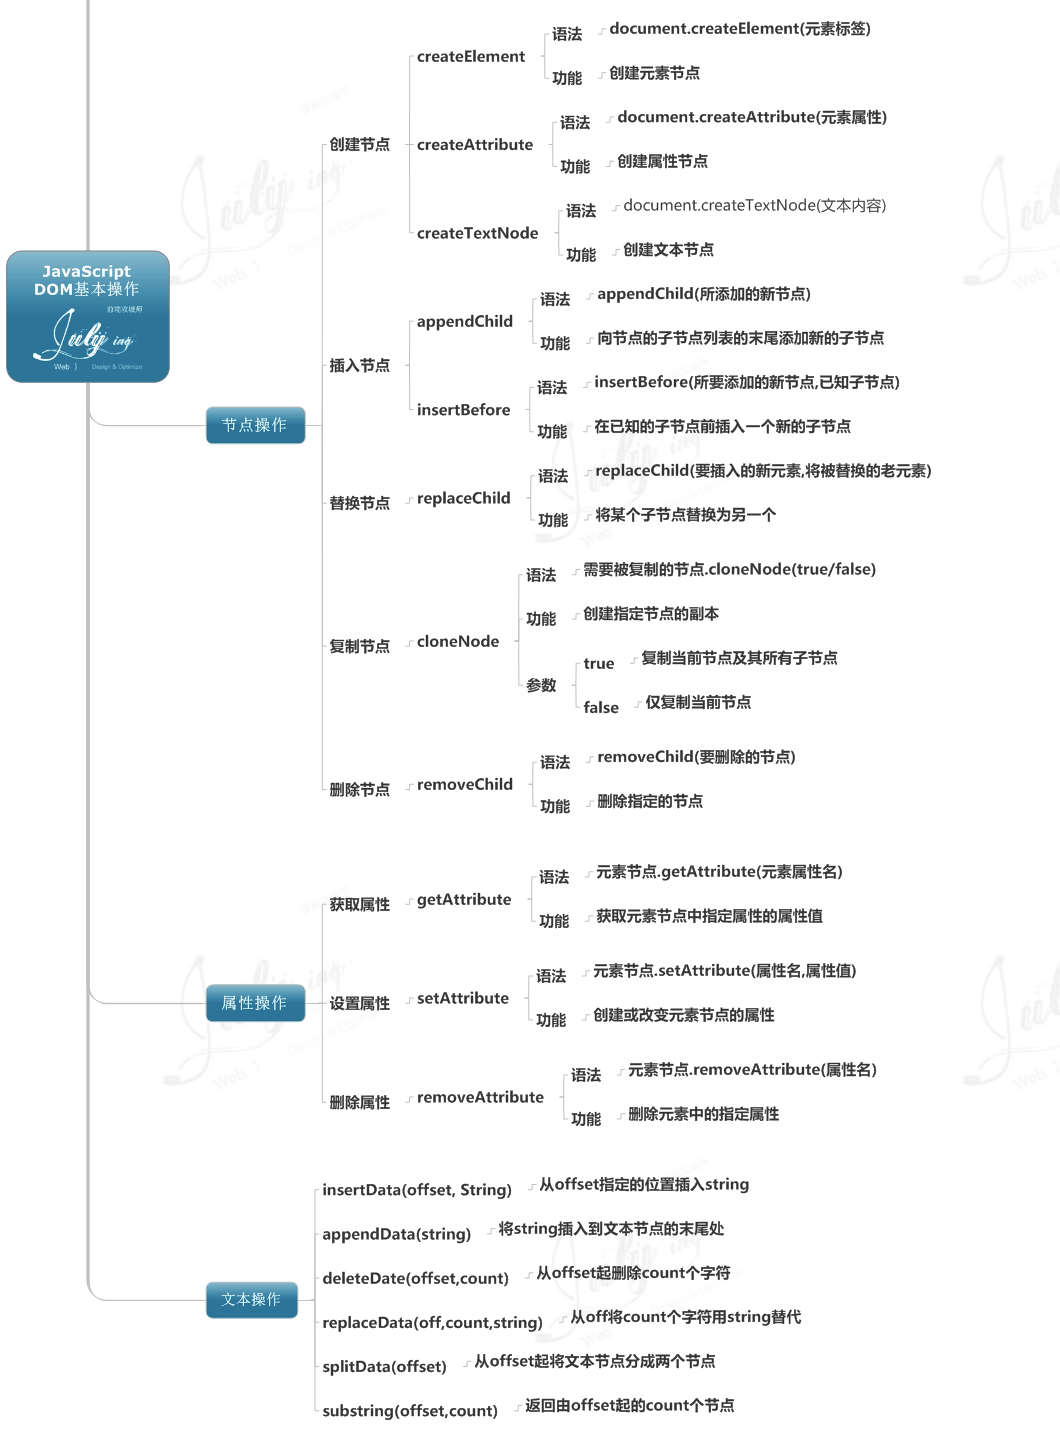 JavaScript
DOM基本操作
前端攻城师
July ing
Web ） Design & Optimize
节点操作
创建节点
createElement
语法
document.createElement(元素标签)
功能
创建元素节点
createAttribute
语法
document.createAttribute(元素属性)
功能
创建属性节点
createTextNode
语法
document.createTextNode(文本内容)
功能
创建文本节点
插入节点
appendChild
语法
appendChild(所添加的新节点)
功能
向节点的子节点列表的末尾添加新的子节点
insertBefore
语法
insertBefore(所要添加的新节点,已知子节点)
功能
在已知的子节点前插入一个新的子节点
替换节点
replaceChild
语法
replaceChild(要插入的新元素,将被替换的老元素)
功能
将某个子节点替换为另一个
复制节点
cloneNode
语法
需要被复制的节点.cloneNode(true/false)
功能
创建指定节点的副本
参数
true
复制当前节点及其所有子节点
false
仅复制当前节点
删除节点
removeChild
语法
removeChild(要删除的节点)
功能
删除指定的节点
属性操作
获取属性
getAttribute
语法
元素节点.getAttribute(元素属性名)
功能
获取元素节点中指定属性的属性值
设置属性
setAttribute
语法
元素节点.setAttribute(属性名,属性值)
功能
创建或改变元素节点的属性
删除属性
removeAttribute
语法
元素节点.removeAttribute(属性名)
功能
删除元素中的指定属性
文本操作
insertData(offset, String)
从offset指定的位置插入string
appendData(string)
将string插入到文本节点的末尾处
deleteDate(offset,count)
从offset起删除count个字符
replaceData(off,count,string)
从off将count个字符用string替代
splitData(offset)
从offset起将文本节点分成两个节点
substring(offset,count)
返回由offset起的count个节点